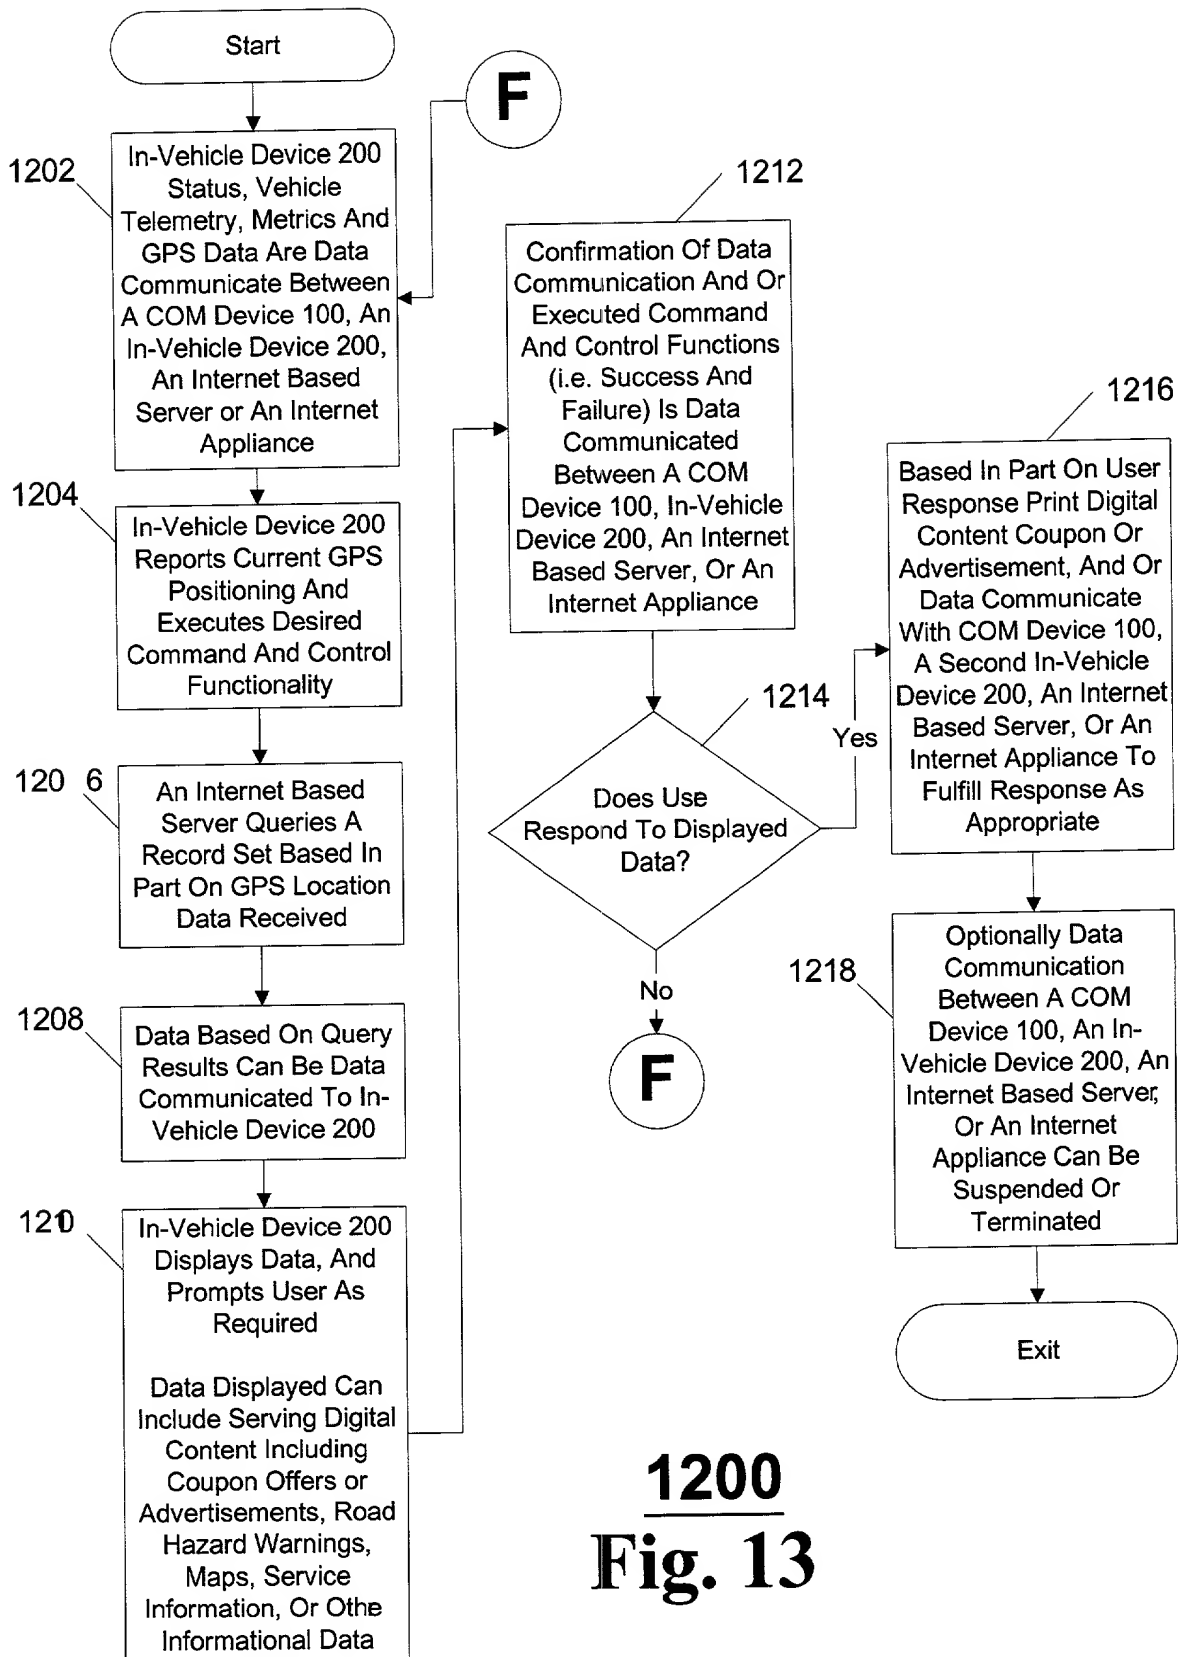 Start
F
1202
In-Vehicle Device 200
Status, Vehicle
Telemetry, Metrics And
GPS Data Are Data
Communicate Between
A COM Device 100, An
In-Vehicle Device 200,
An Internet Based
Server or An Internet
Appliance
1204
In-Vehicle Device 200
Reports Current GPS
Positioning And
Executes Desired
Command And Control
Functionality
120 6
An Internet Based
Server Queries A
Record Set Based In
Part On GPS Location
Data Received
1208
Data Based On Query
Results Can Be Data
Communicated To In-
Vehicle Device 200
1210
In-Vehicle Device 200
Displays Data, And
Prompts User As
Required
Data Displayed Can
Include Serving Digital
Content Including
Coupon Offers or
Advertisements, Road
Hazard Warnings,
Maps, Service
Information, Or Othe
Informational Data
1212
Confirmation Of Data
Communication And Or
Executed Command
And Control Functions
(i.e. Success And
Failure) Is Data
Communicated
Between A COM
Device 100, In-Vehicle
Device 200, An Internet
Based Server, Or An
Internet Appliance
1214
Does Use
Respond To Displayed
Data?
Yes
No
F
1216
Based In Part On User
Response Print Digital
Content Coupon Or
Advertisement, And Or
Data Communicate
With COM Device 100,
A Second In-Vehicle
Device 200, An Internet
Based Server, Or An
Internet Appliance To
Fulfill Response As
Appropriate
1218
Optionally Data
Communication
Between A COM
Device 100, An In-
Vehicle Device 200, An
Internet Based Server,
Or An Internet
Appliance Can Be
Suspended Or
Terminated
Exit
1200
Fig. 13